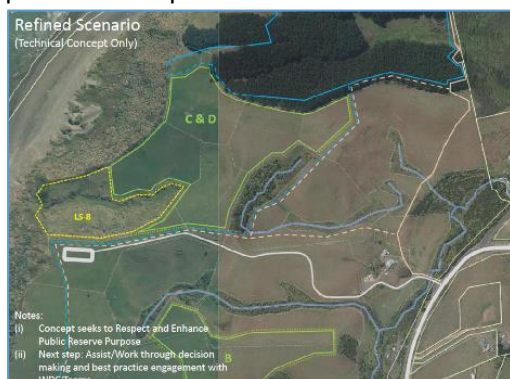 Refined Scenario
(Technical Concept Only)
C & D
LS-8
B
Notes:
(i) Concept seeks to Respect and Enhance
Public Reserve Purpose
(ii) Next step: Assist/Work through decision
making and best practice engagement with